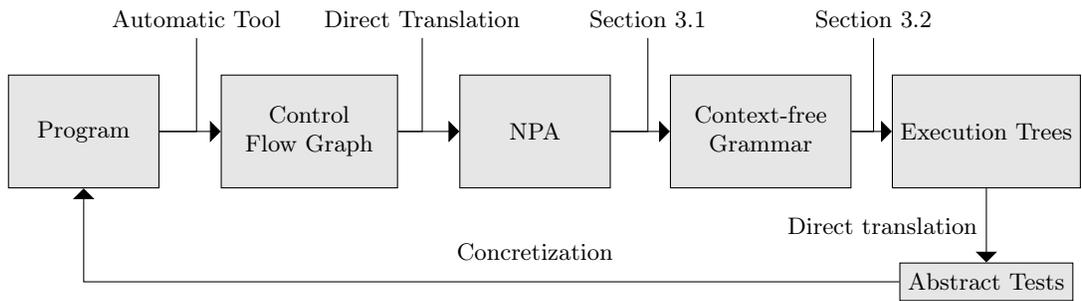 Automatic Tool
Direct Translation
Section 3.1
Section 3.2
Program
Control
Flow Graph
NPA
Context-free
Grammar
Execution Trees
Direct translation
Concretization
Abstract Tests